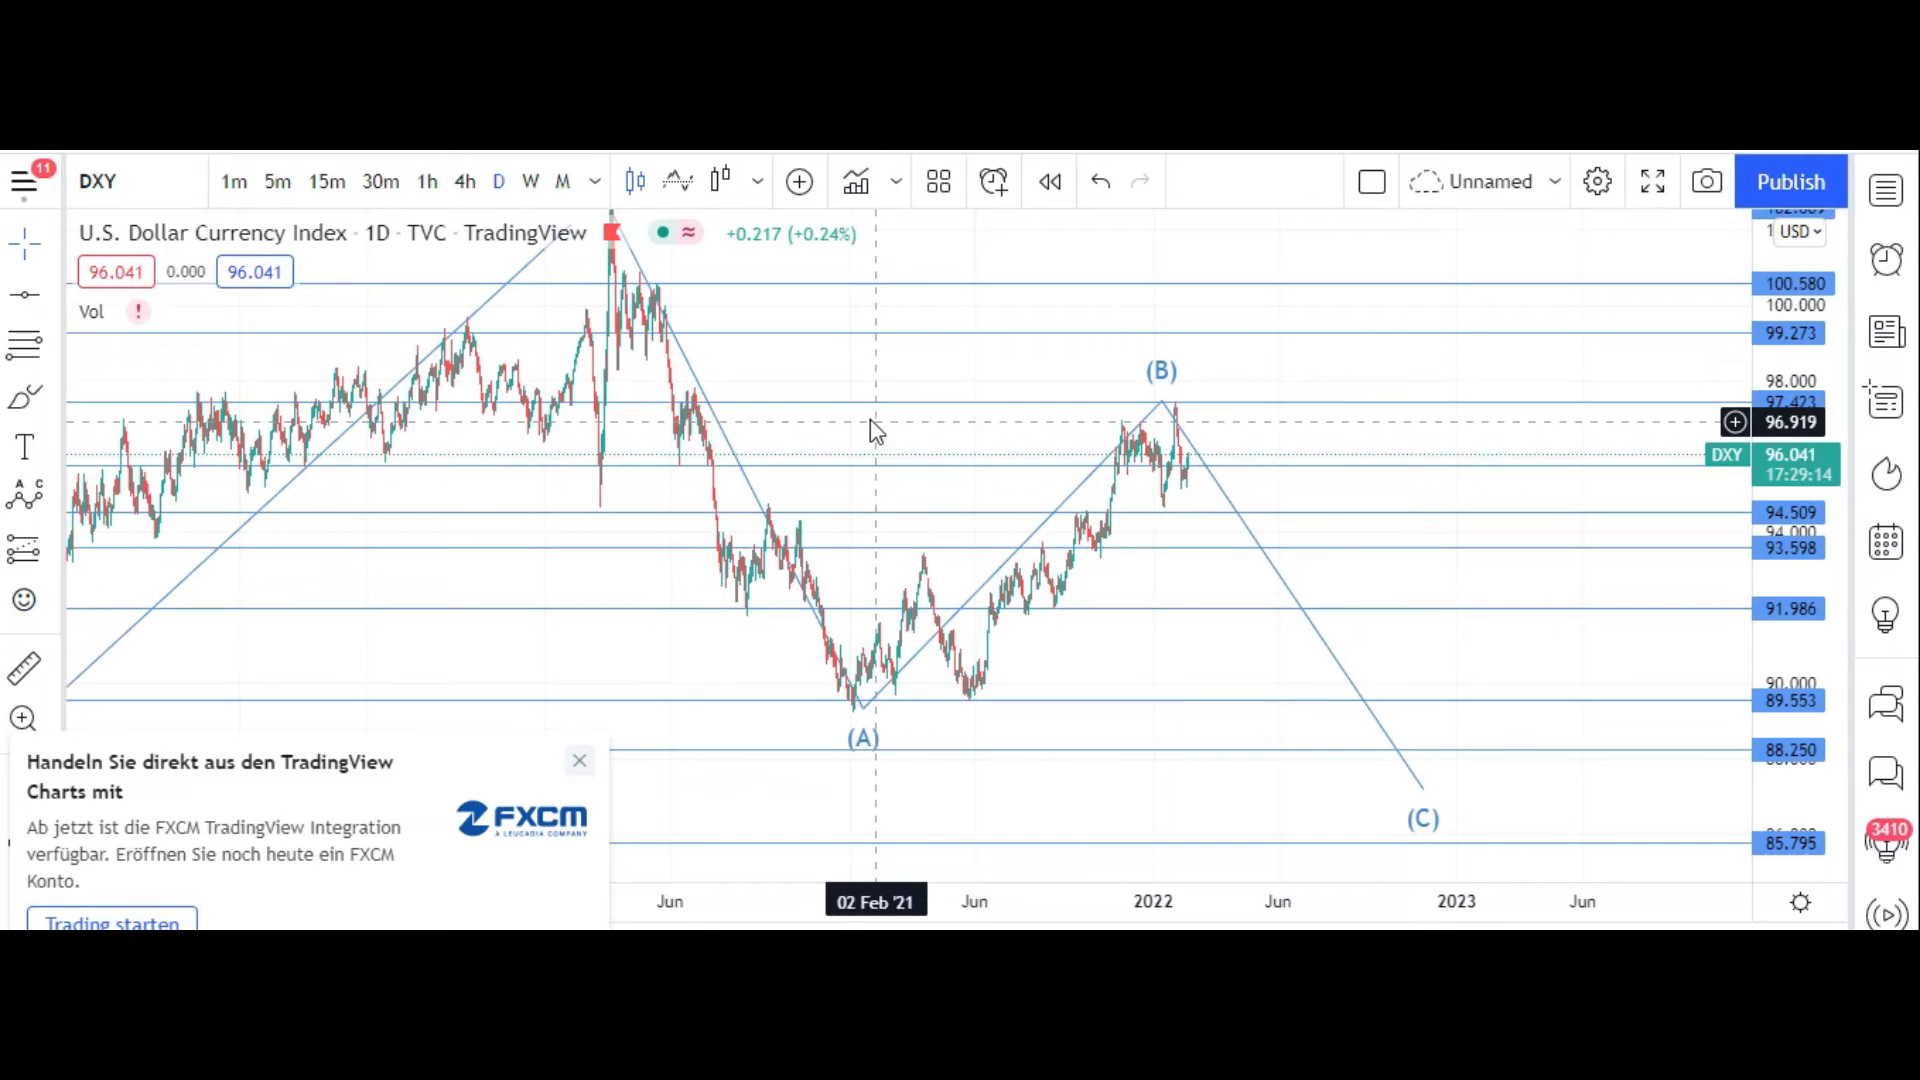 11
DXY
1m 5m 15m 30m 1h 4h D W M
Unnamed
Publish
U.S. Dollar Currency Index · 1D · TVC · TradingView
+0.217 (+0.24%)
USD
96.041 0.000 96.041
Vol !
100.580
100.000
99.273
(B)
98.000
97.473
96.919
DXY 96.041
17:29:14
94.509
94.000
93.598
91.986
90.000
89.553
(A)
88.250
(C)
85.795
3410
Handeln Sie direkt aus den TradingView
Charts mit
FXCM
A LEUCADIA COMPANY
Ab jetzt ist die FXCM TradingView Integration
verfügbar. Eröffnen Sie noch heute ein FXCM
Konto.
Trading starten
Jun 02 Feb '21 Jun 2022 Jun 2023 Jun